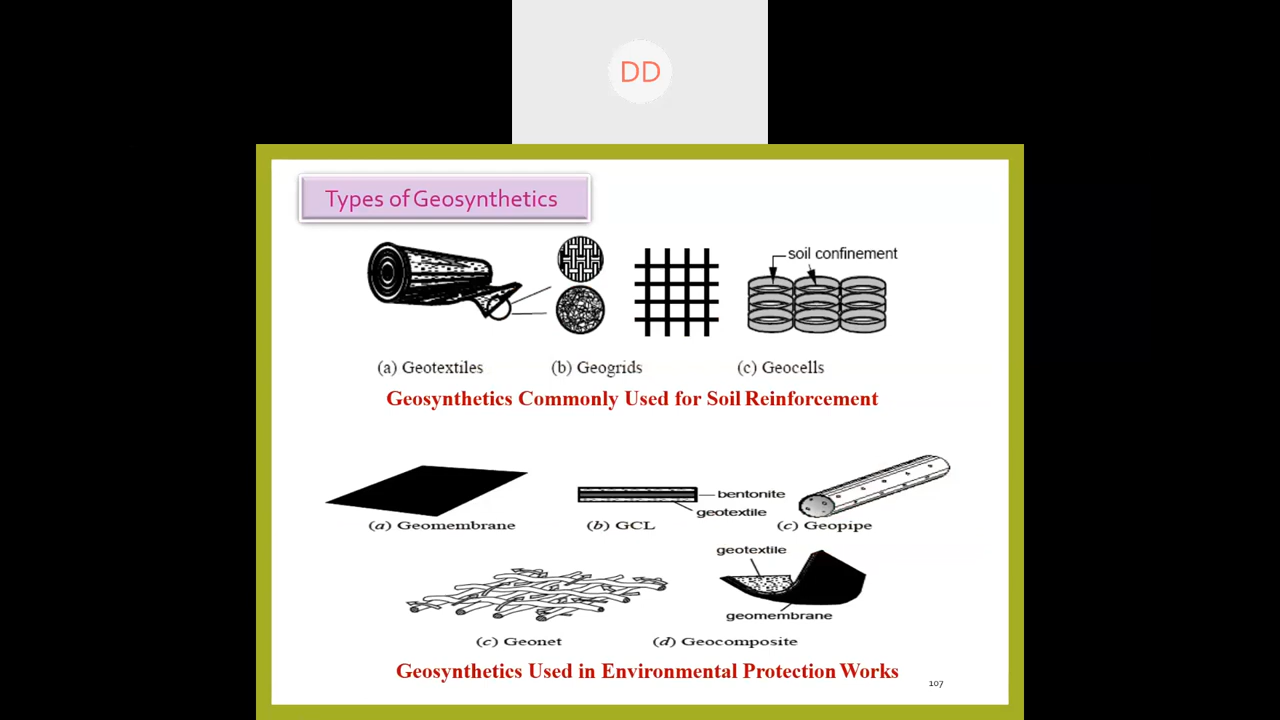 DD
Types of Geosynthetics
soil confinement
(a) Geotextiles (b) Geogrids (c) Geocells
Geosynthetics Commonly Used for Soil Reinforcement
bentonite
geotextile
(a) Geomembrane (b) GCL (c) Geopipe
geotextile
geomembrane
(c) Geonet (d) Geocomposite
Geosynthetics Used in Environmental Protection Works
107